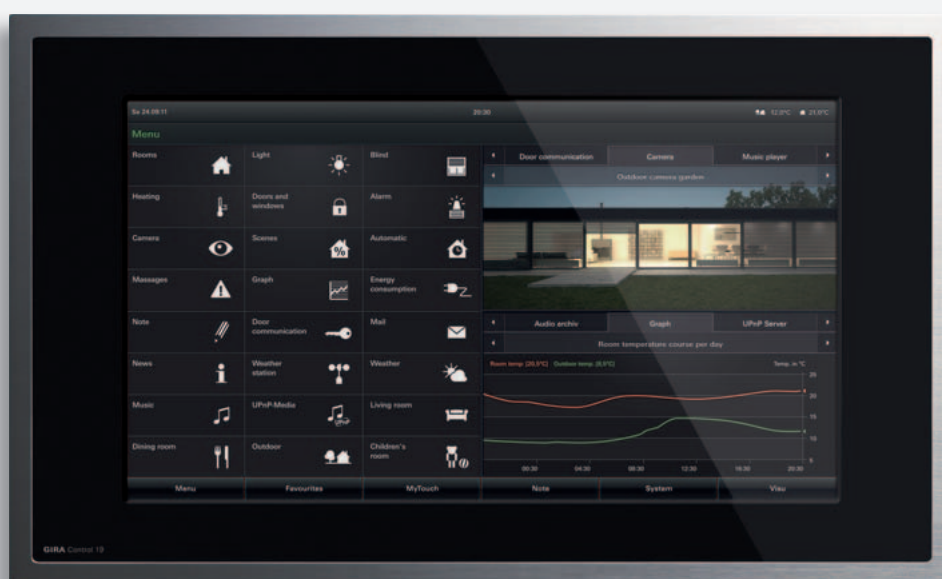 Sa 24.09.11
20:30
12,0°C 21,0°C
Menu
Rooms
Light
Blind
Heating
Doors and
windows
Alarm
Camera
Scenes
Automatic
Massages
Graph
Energy
consumption
Note
Door
communication
Mail
News
Weather
station
Weather
Music
UPnP-Media
Living room
Dining room
Outdoor
Children's
room
Door communication
Camera
Music player
Outdoor camera garden
Audio archiv
Graph
UPnP Server
Room temperature course per day
Room temp. [20,5°C] Outdoor temp. [8,5°C]
Temp. in °C
25
20
15
10
5
00:30 04:30 08:30 12:30 16:30 20:30
Menu
Favourites
MyTouch
Note
System
Visu
GIRA Control 19